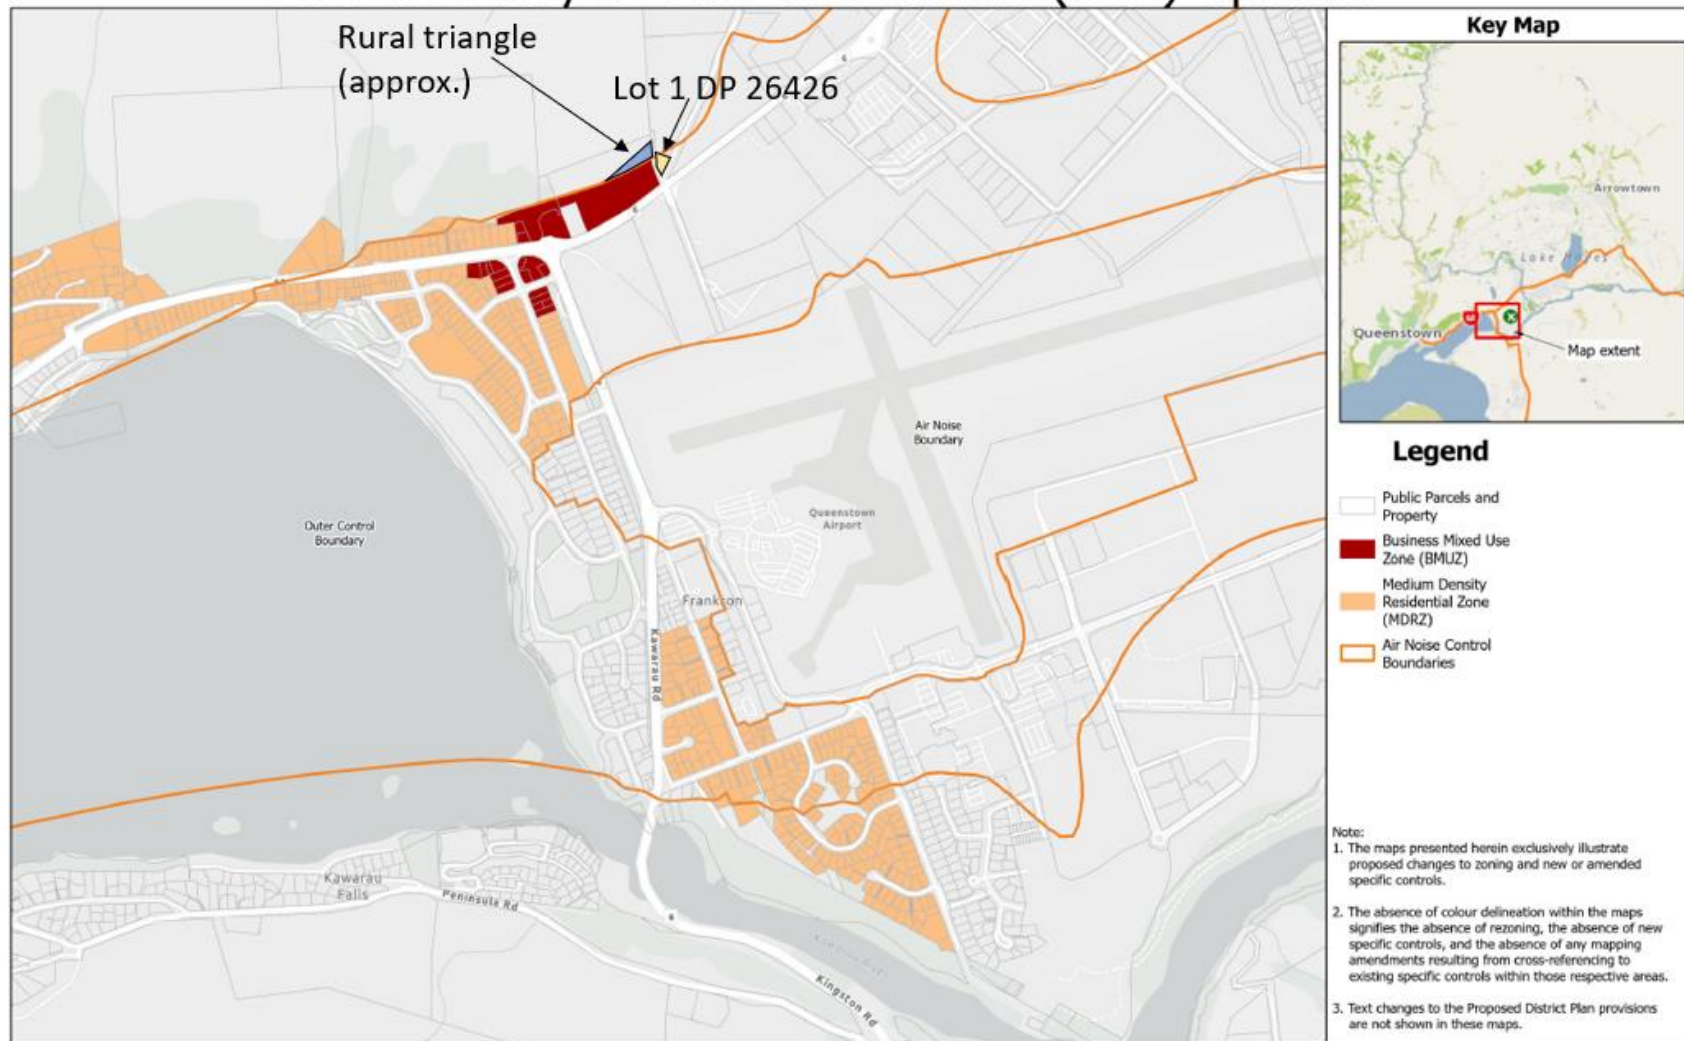 Rural triangle
(approx.)
Lot 1 DP 26426
6
6
Outer Control
Boundary
Air Noise
Boundary
Queenstown
Airport
Frankton
Kawarau Rd
Kawarau
Falls
Peninsula Rd
6
Kingston Rd
Key Map
Arrowtown
Lake Hayes
Queenstown
Map extent
Legend
Public Parcels and
Property
Business Mixed Use
Zone (BMUZ)
Medium Density
Residential Zone
(MDRZ)
Air Noise Control
Boundaries
Note:
1. The maps presented herein exclusively illustrate
proposed changes to zoning and new or amended
specific controls.
2. The absence of colour delineation within the maps
signifies the absence of rezoning, the absence of new
specific controls, and the absence of any mapping
amendments resulting from cross-referencing to
existing specific controls within those respective areas.
3. Text changes to the Proposed District Plan provisions
are not shown in these maps.